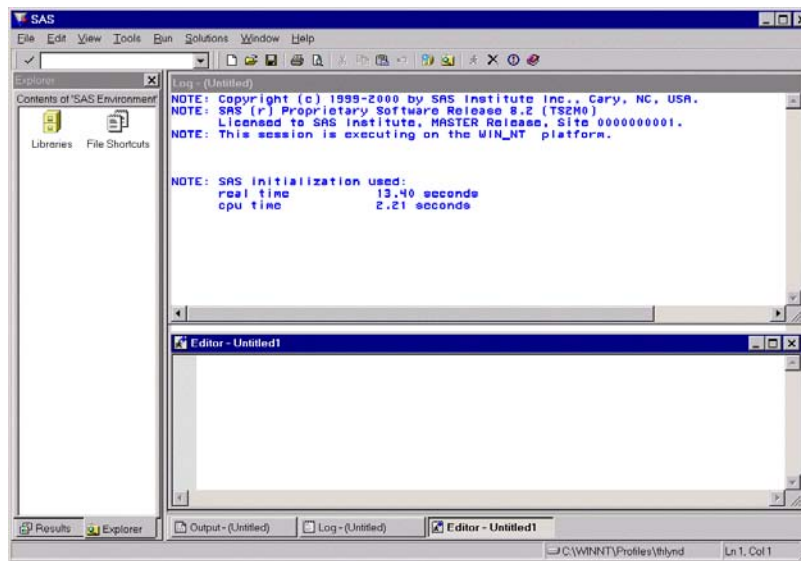 SAS
File Edit View Tools Run Solutions Window Help
Explorer
Contents of 'SAS Environment'
Libraries File Shortcuts
Log - (Untitled)
NOTE: Copyright (c) 1999-2000 by SAS Institute Inc., Cary, NC, USA.
NOTE: SAS (r) Proprietary Software Release 8.2 (TS2M0)
Licensed to SAS Institute, MASTER Release, Site 0000000001.
NOTE: This session is executing on the WIN_NT platform.
NOTE: SAS initialization used:
real time 13.40 seconds
cpu time 2.21 seconds
Editor - Untitled1
Results Explorer
Output - (Untitled) Log - (Untitled) Editor - Untitled1
C:\WINNT\Profiles\thlynd Ln 1, Col 1